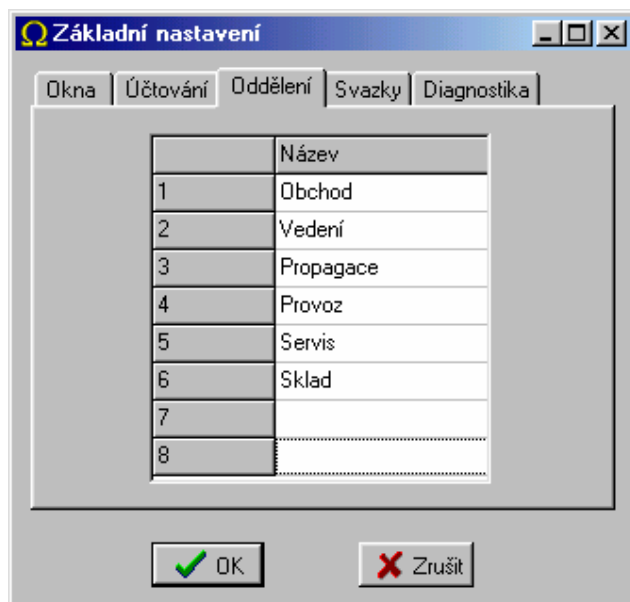 Základní nastavení
Okna Účtování Oddělení Svazky Diagnostika
Název
1 Obchod
2 Vedení
3 Propagace
4 Provoz
5 Servis
6 Sklad
7
8
OK Zrušit